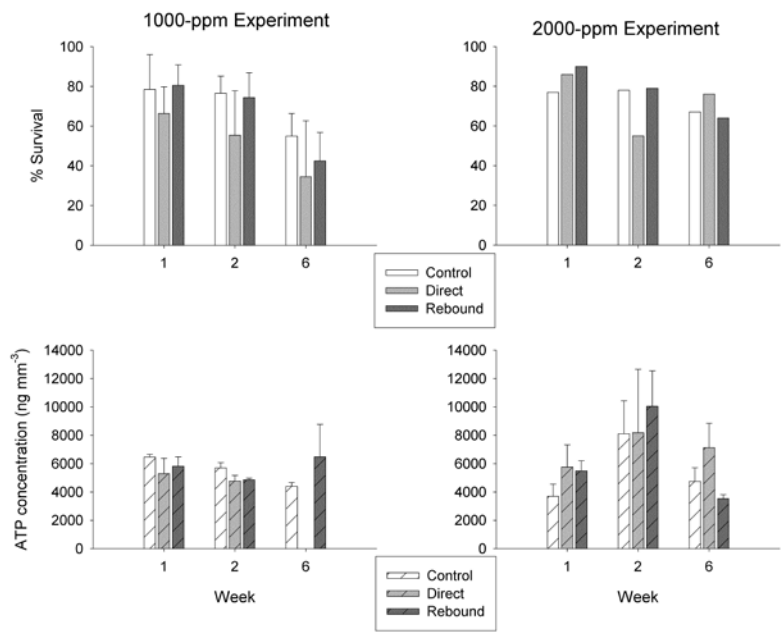 1000-ppm Experiment
2000-ppm Experiment
% Survival
100
80
60
40
20
0
1 2 6
100
80
60
40
20
0
1 2 6
Control
Direct
Rebound
ATP concentration (ng mm⁻³)
14000
12000
10000
8000
6000
4000
2000
0
1 2 6
Week
14000
12000
10000
8000
6000
4000
2000
0
1 2 6
Week
Control
Direct
Rebound